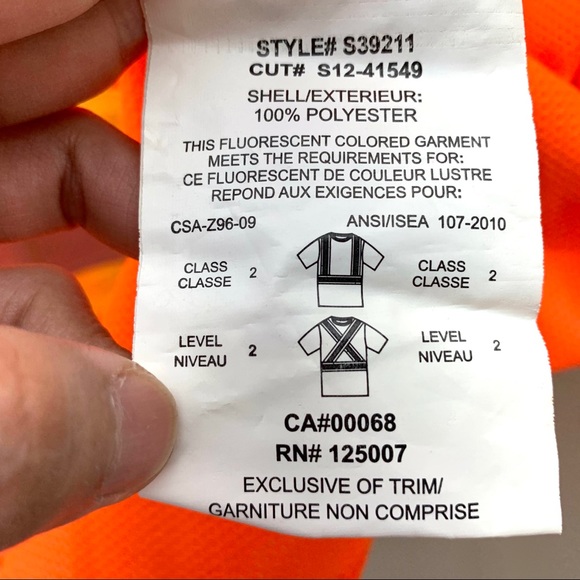 STYLE# S39211
CUT# S12-41549
SHELL/EXTERIEUR:
100% POLYESTER
THIS FLUORESCENT COLORED GARMENT
MEETS THE REQUIREMENTS FOR:
CE FLUORESCENT DE COULEUR LUSTRE
REPOND AUX EXIGENCES POUR:
CSA-Z96-09 ANSI/ISEA 107-2010
CLASS
CLASSE 2
CLASS
CLASSE 2
LEVEL
NIVEAU 2
LEVEL
NIVEAU 2
CA#00068
RN# 125007
EXCLUSIVE OF TRIM/
GARNITURE NON COMPRISE